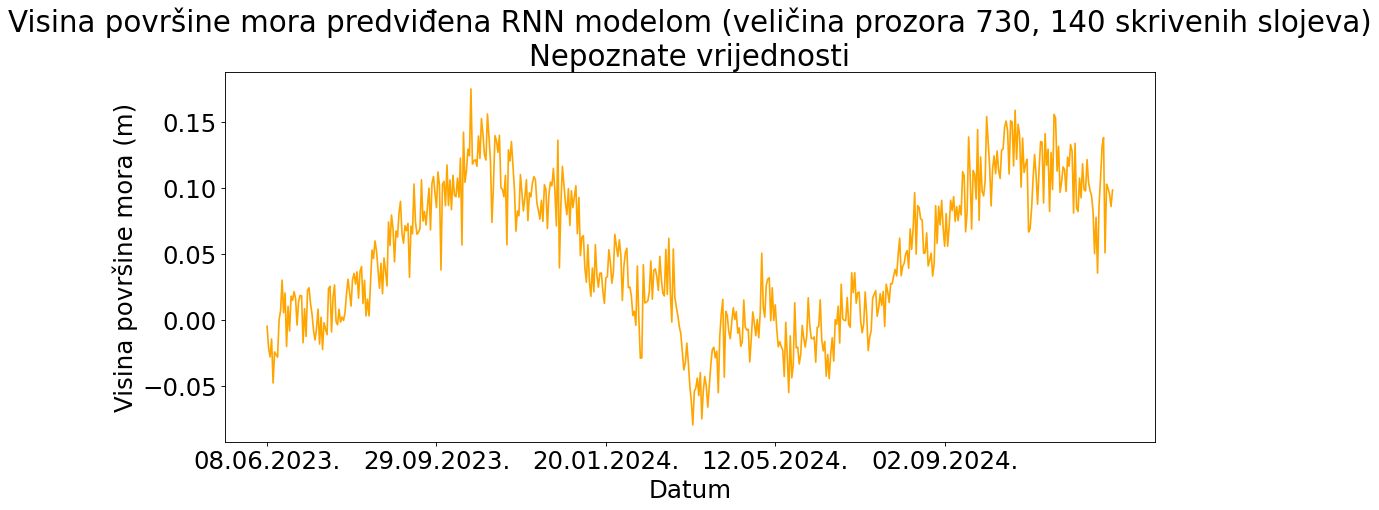 Visina površine mora predviđena RNN modelom (veličina prozora 730, 140 skrivenih slojeva)
Nepoznate vrijednosti
Visina površine mora (m)
0.15
0.10
0.05
0.00
−0.05
08.06.2023. 29.09.2023. 20.01.2024. 12.05.2024. 02.09.2024.
Datum